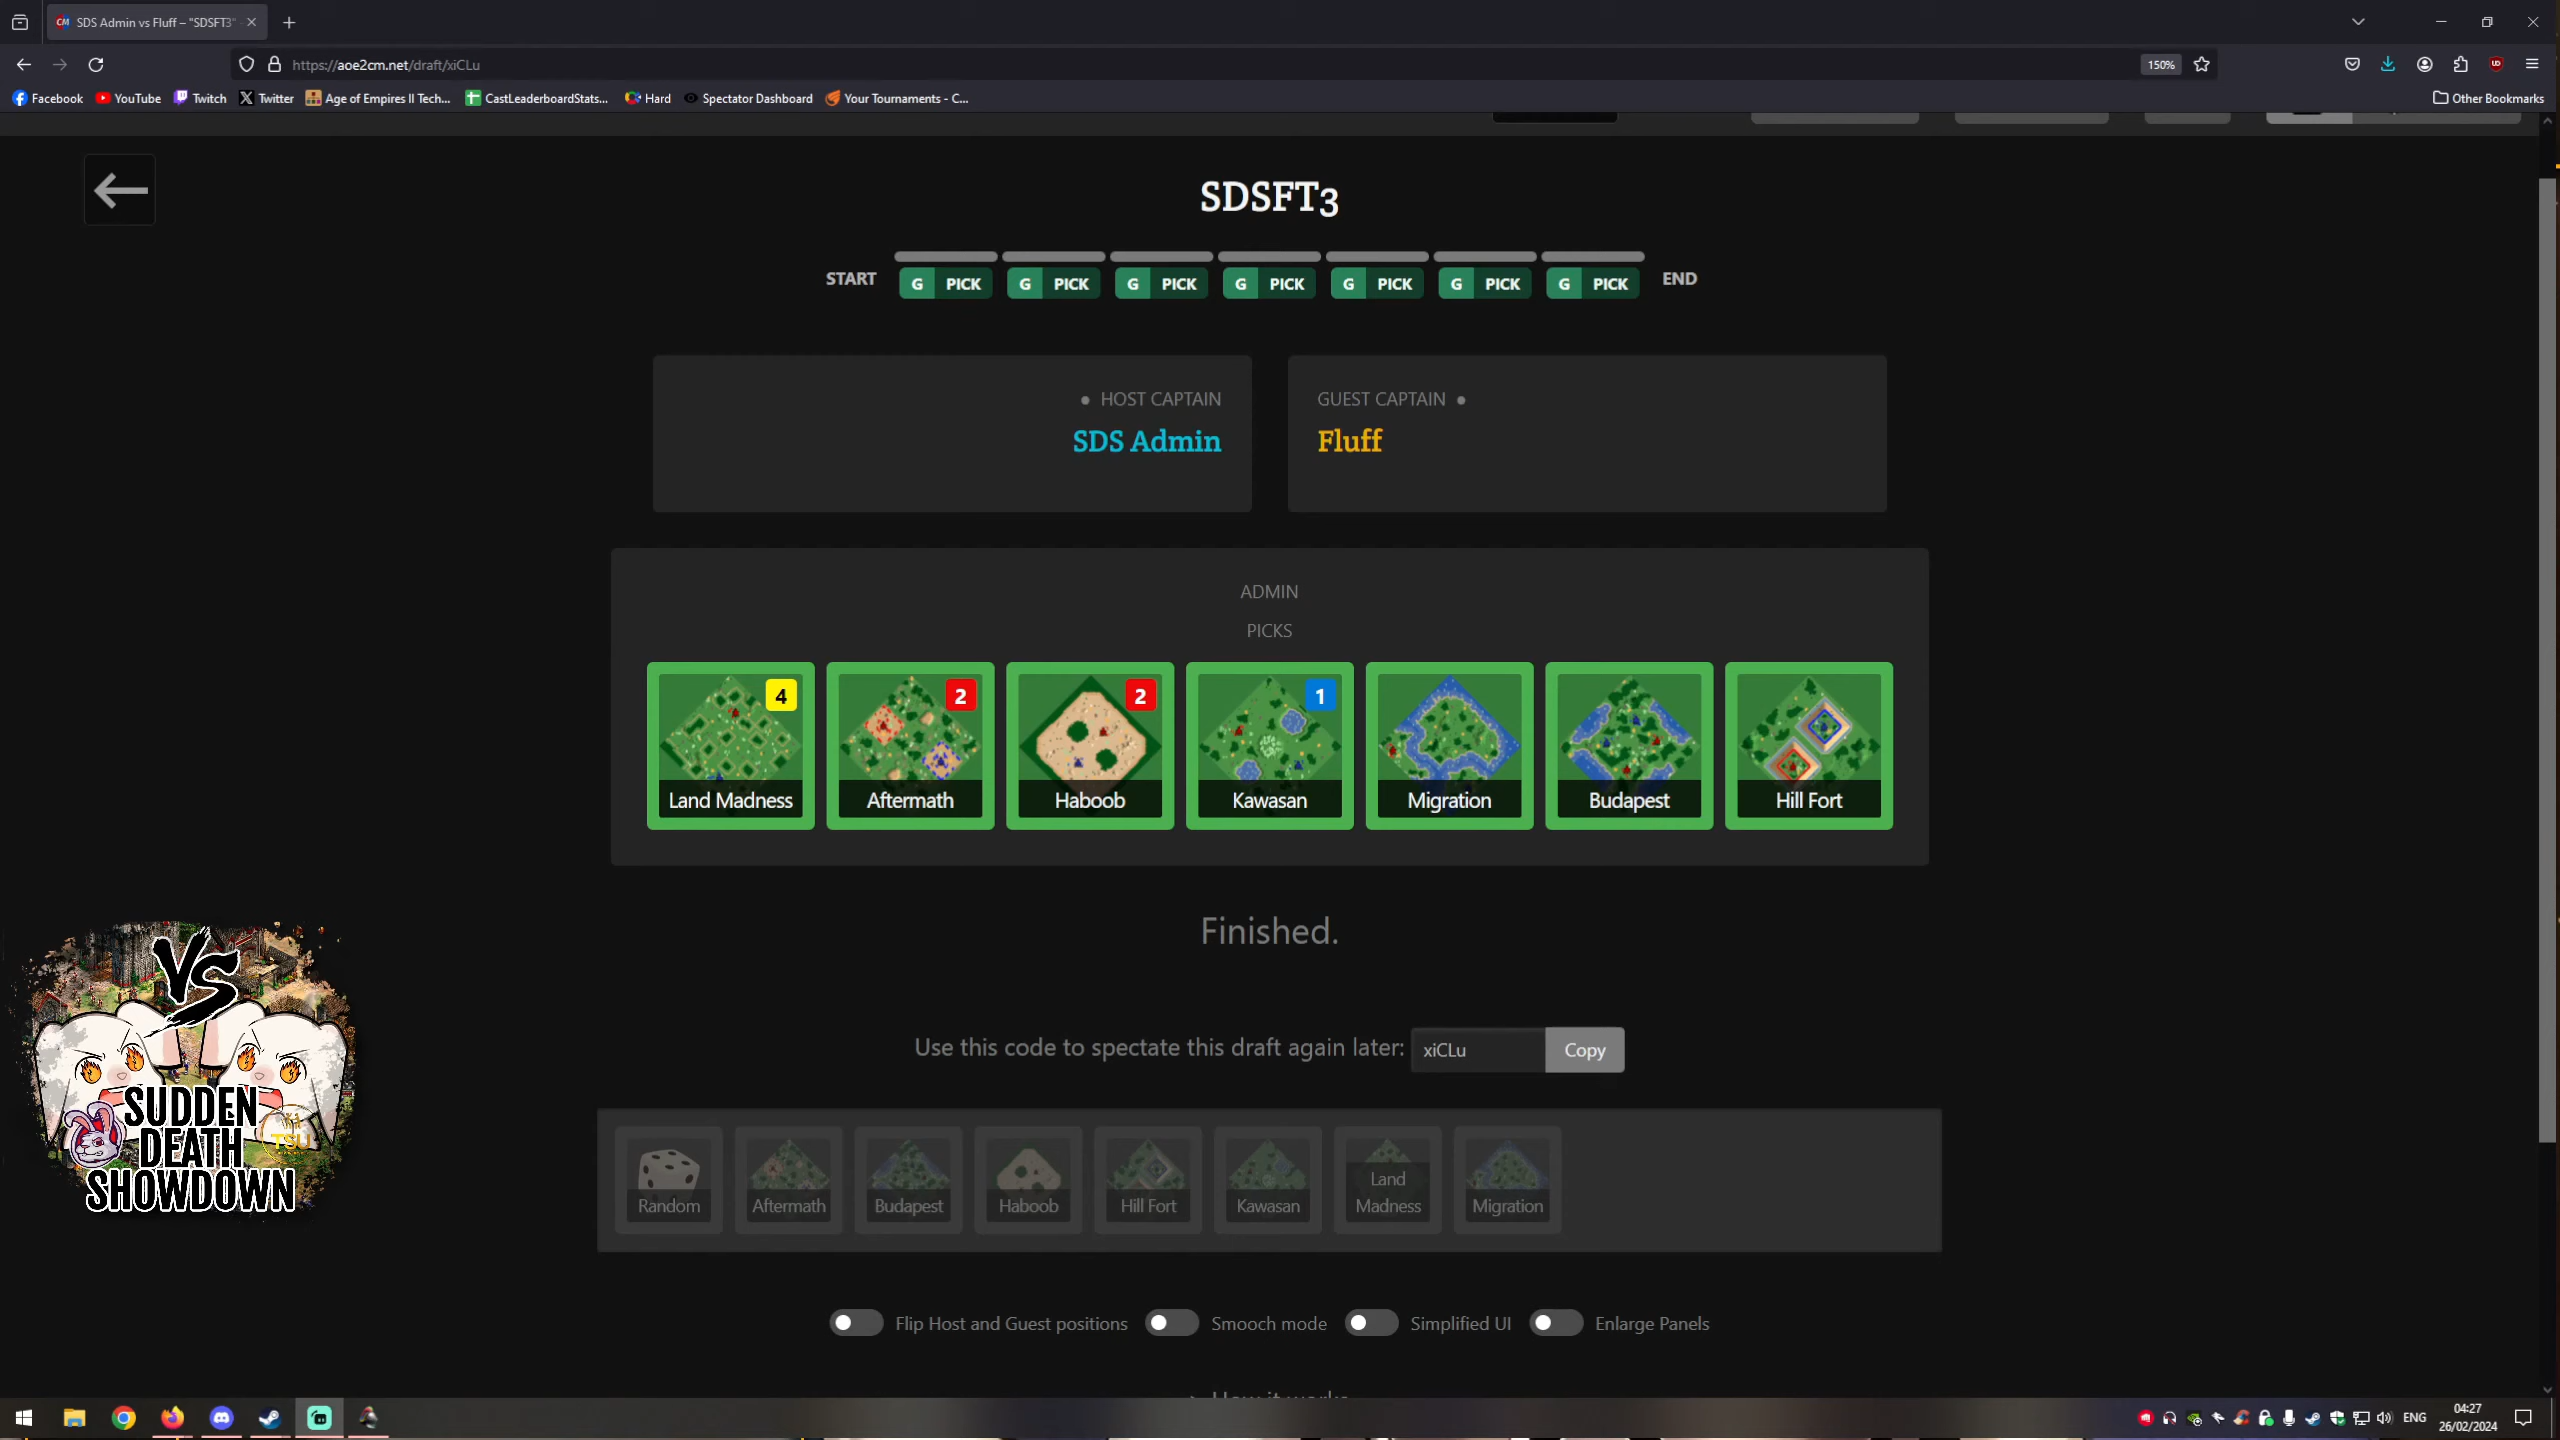 SDS Admin vs Fluff – "SDSFT3"
https://aoe2cm.net/draft/xiCLu
150%
Facebook
YouTube
Twitch
Twitter
Age of Empires II Tech...
CastLeaderboardStats...
Hard
Spectator Dashboard
Your Tournaments - C...
Other Bookmarks
SDSFT3
START
G PICK
G PICK
G PICK
G PICK
G PICK
G PICK
G PICK
END
HOST CAPTAIN
SDS Admin
GUEST CAPTAIN
Fluff
ADMIN
PICKS
4
Land Madness
2
Aftermath
2
Haboob
1
Kawasan
Migration
Budapest
Hill Fort
Finished.
Use this code to spectate this draft again later:
xiCLu
Copy
VS
SUDDEN
DEATH
SHOWDOWN
TSU
Random
Aftermath
Budapest
Haboob
Hill Fort
Kawasan
Land
Madness
Migration
Flip Host and Guest positions
Smooch mode
Simplified UI
Enlarge Panels
How it works
ENG
04:27
26/02/2024